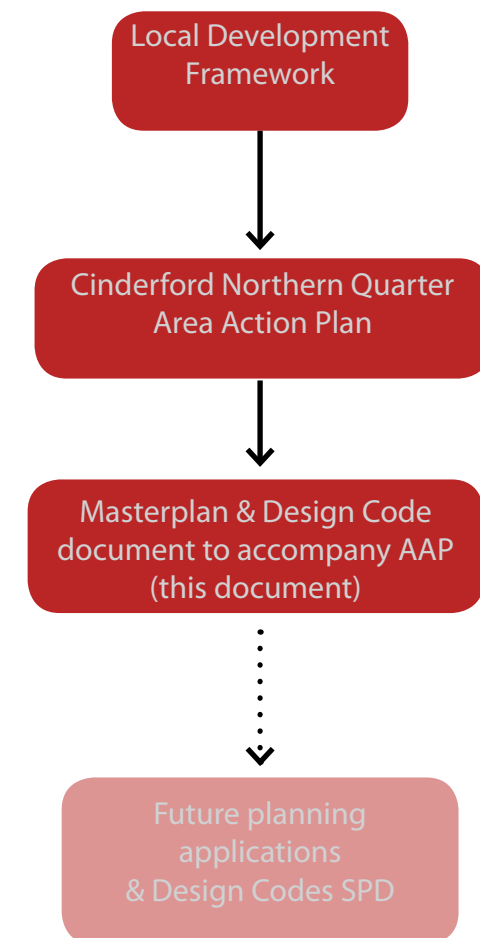 Local Development
Framework
Cinderford Northern Quarter
Area Action Plan
Masterplan & Design Code
document to accompany AAP
(this document)
Future planning
applications
& Design Codes SPD